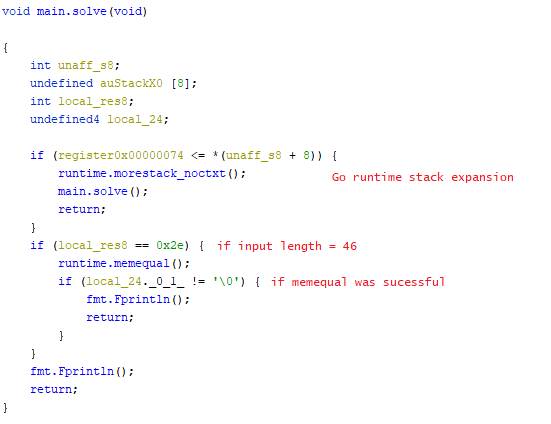 void main.solve(void)
{
int unaff_s8;
undefined auStackX0 [8];
int local_res8;
undefined4 local_24;
if (register0x00000074 <= *(unaff_s8 + 8)) {
runtime.morestack_noctxt(); Go runtime stack expansion
main.solve();
return;
}
if (local_res8 == 0x2e) { if input length = 46
runtime.memequal();
if (local_24._0_1_ != '\0') { if memequal was sucessful
fmt.Fprintln();
return;
}
}
fmt.Fprintln();
return;
}